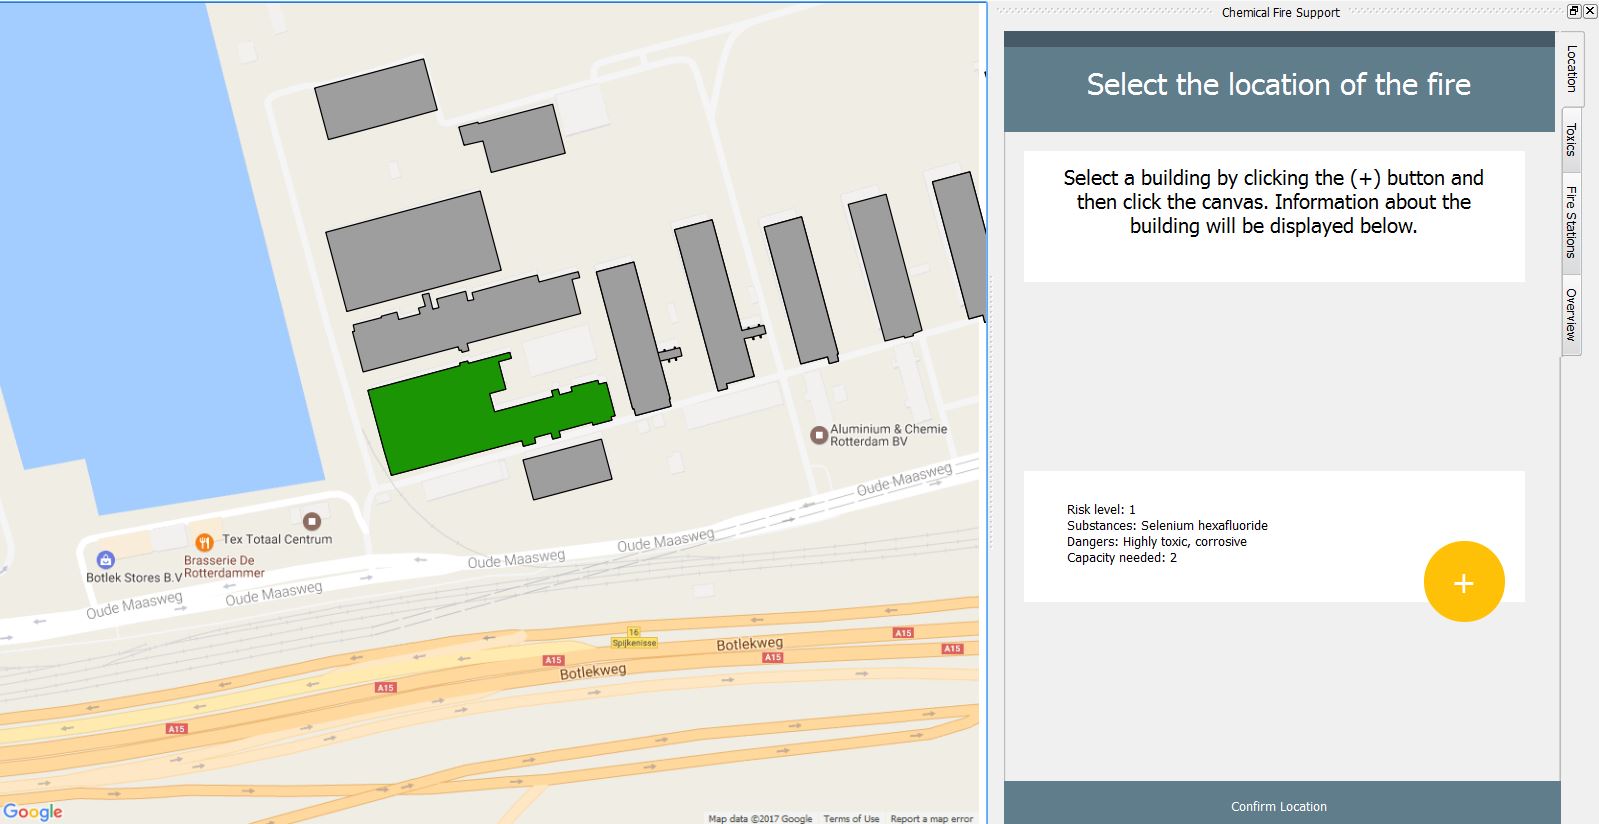 Chemical Fire Support
Select the location of the fire
Select a building by clicking the (+) button and
then click the canvas. Information about the
building will be displayed below.
Risk level: 1
Substances: Selenium hexafluoride
Dangers: Highly toxic, corrosive
Capacity needed: 2
+
Confirm Location
Location
Toxics
Fire Stations
Overview
Aluminium & Chemie
Rotterdam BV
Oude Maasweg
Tex Totaal Centrum
Brasserie De
Rotterdammer
Botlek Stores B.V
Oude Maasweg
Oude Maasweg
Oude Maasweg
Oude Maasweg
16
Spijkenisse
Botlekweg
Botlekweg
A15
A15
A15
A15
A15
A15
Google
Map data ©2017 Google
Terms of Use
Report a map error